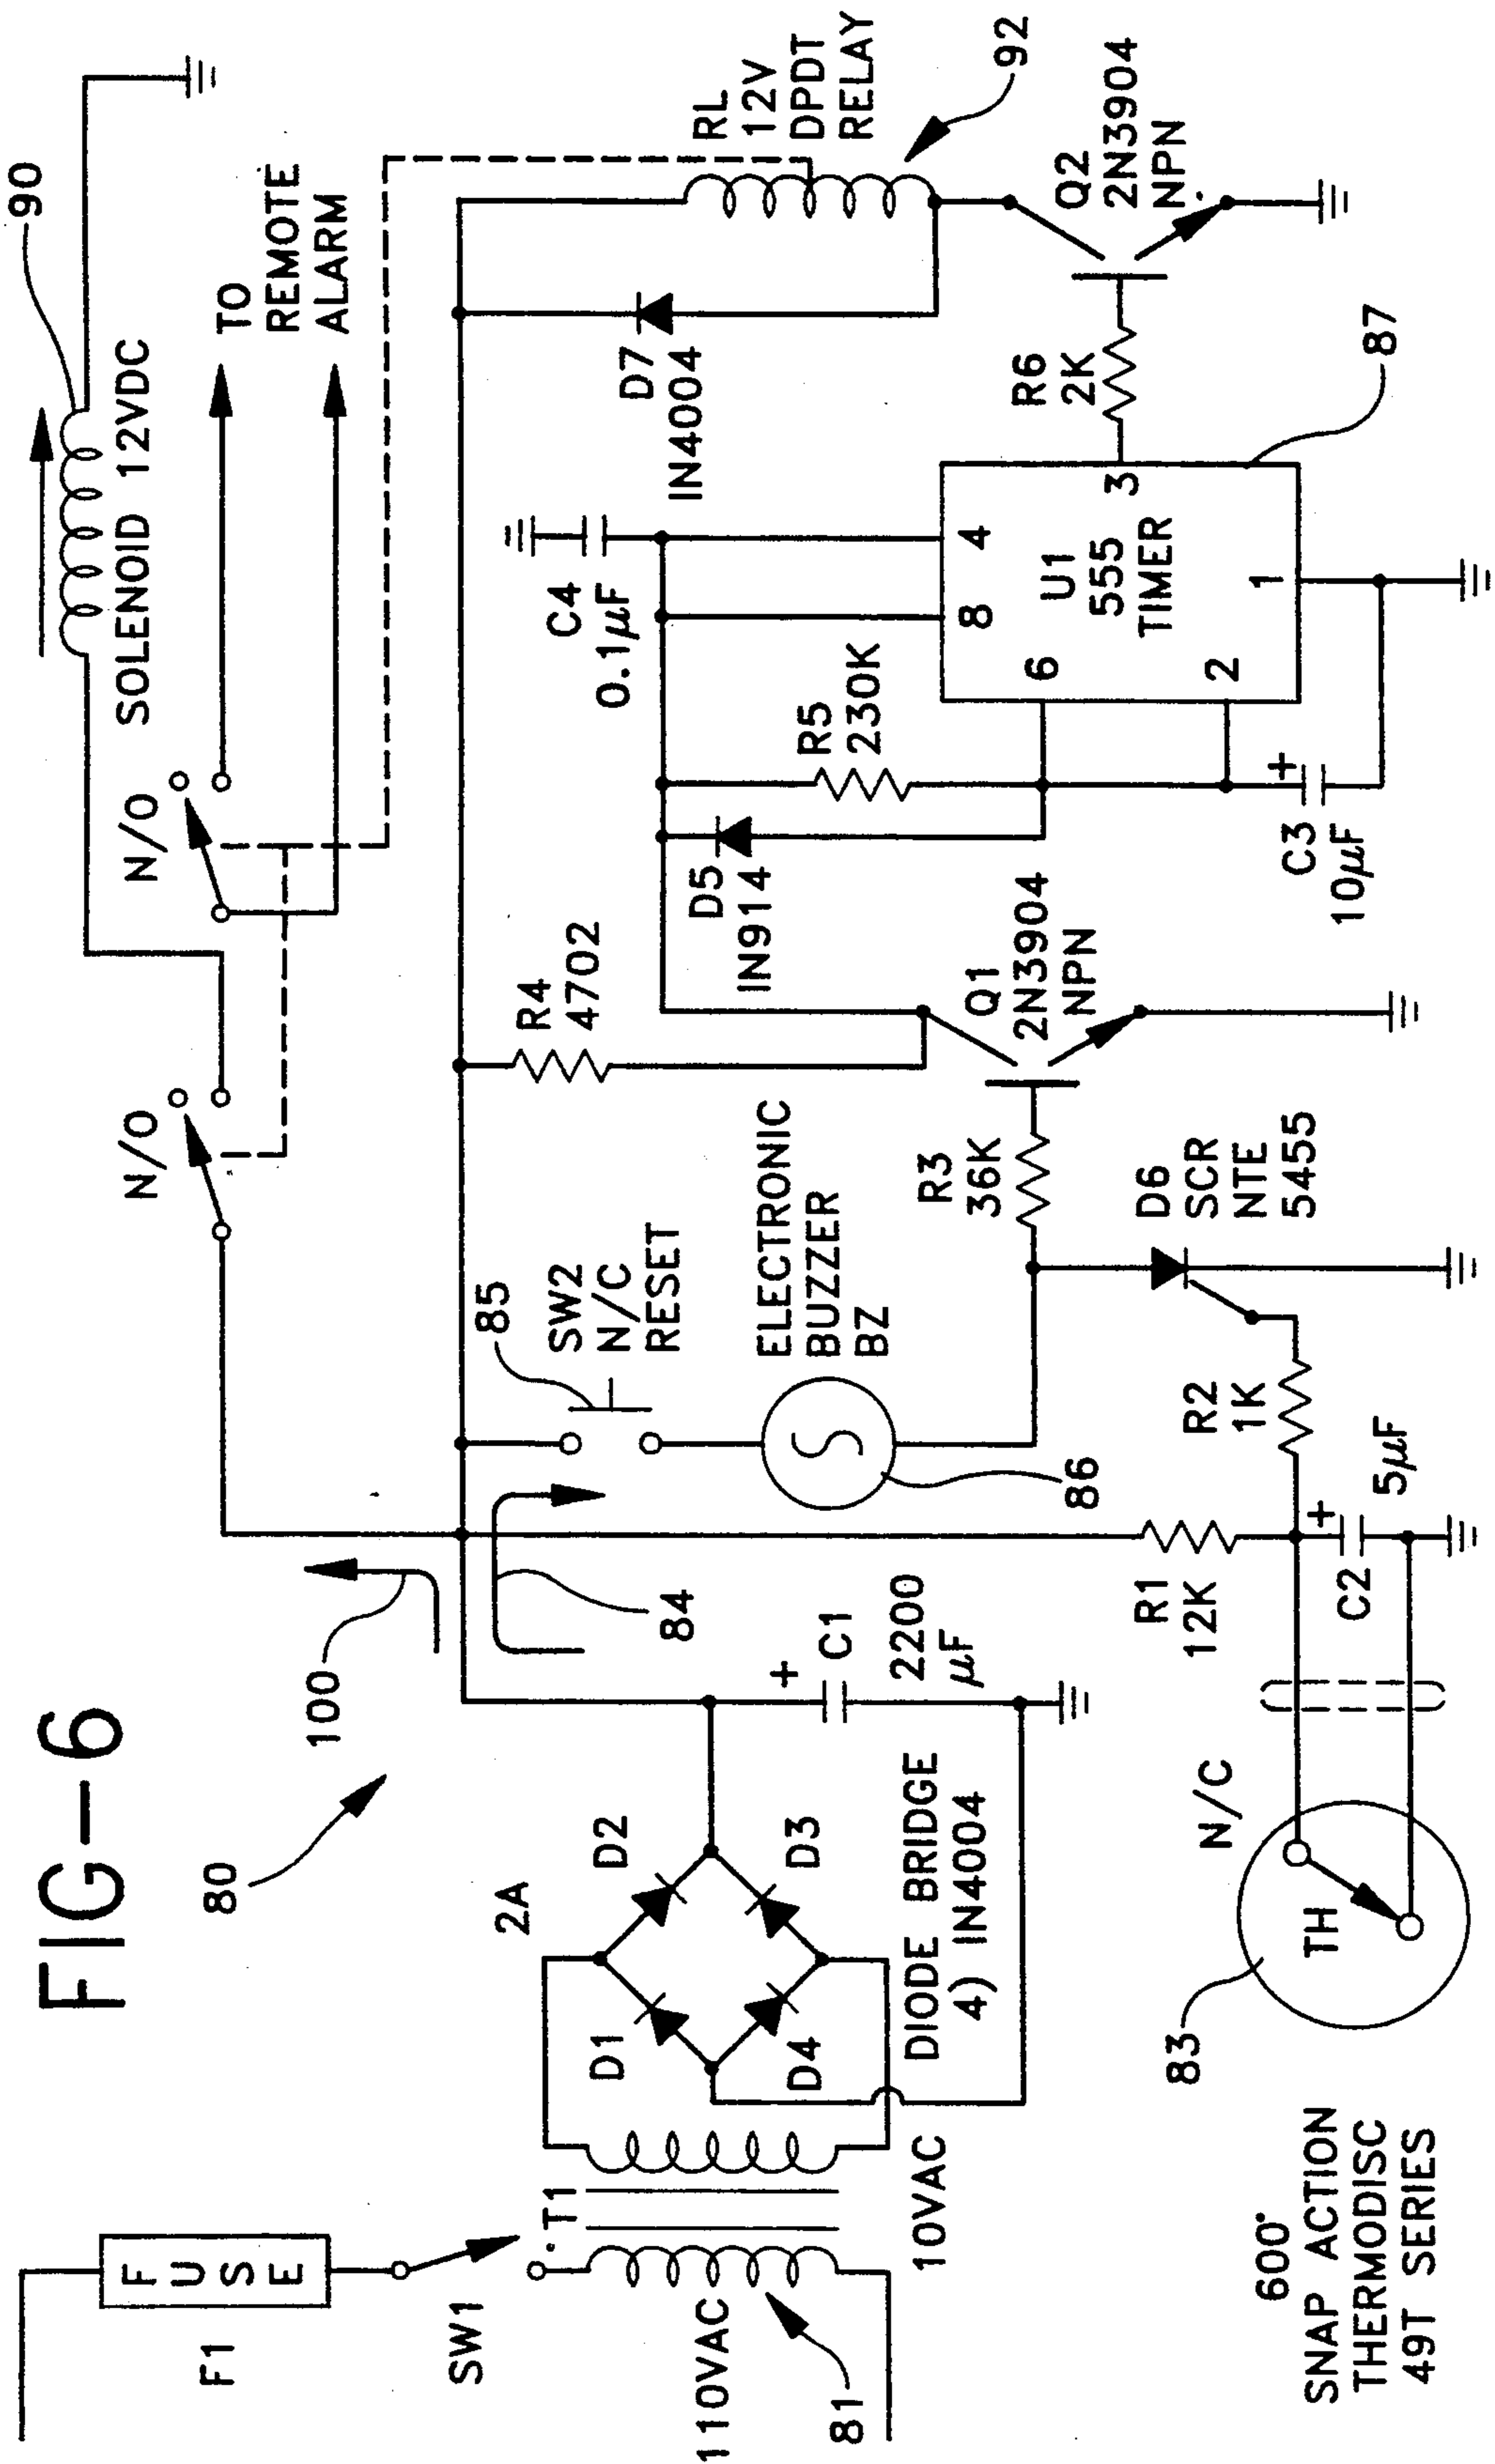 FIG-6
80
100
90
SOLENOID 12VDC
N/O
N/O
TO
REMOTE
ALARM
F1
FUSE
SW1
T1
110VAC
81
10VAC
2A
D1
D2
D3
D4
DIODE BRIDGE
4) IN4004
+
C1
2200
µF
84
85
SW2
N/C
RESET
ELECTRONIC
BUZZER
BZ
86
R4
4702
R3
36K
Q1
2N3904
NPN
D5
IN914
R5
230K
C4
0.1µF
D7
IN4004
RL
12V
DPDT
RELAY
92
Q2
2N3904
NPN
R6
2K
87
8
4
6
U1
555
TIMER
3
2
1
+
C3
10µF
D6
SCR
NTE
5455
R2
1K
R1
12K
+
C2
5µF
N/C
TH
83
600°
SNAP ACTION
THERMODISC
49T SERIES